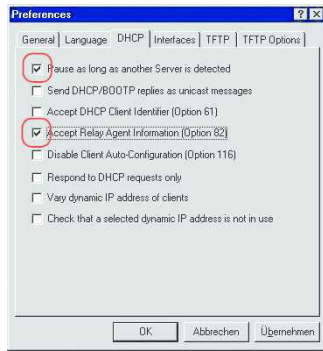 Preferences
General Language DHCP Interfaces TFTP TFTP Options
Pause as long as another Server is detected
Send DHCP/BOOTP replies as unicast messages
Accept DHCP Client Identifier (Option 61)
Accept Relay Agent Information (Option 82)
Disable Client Auto-Configuration (Option 116)
Respond to DHCP requests only
Vary dynamic IP address of clients
Check that a selected dynamic IP address is not in use
OK Abbrechen Übernehmen